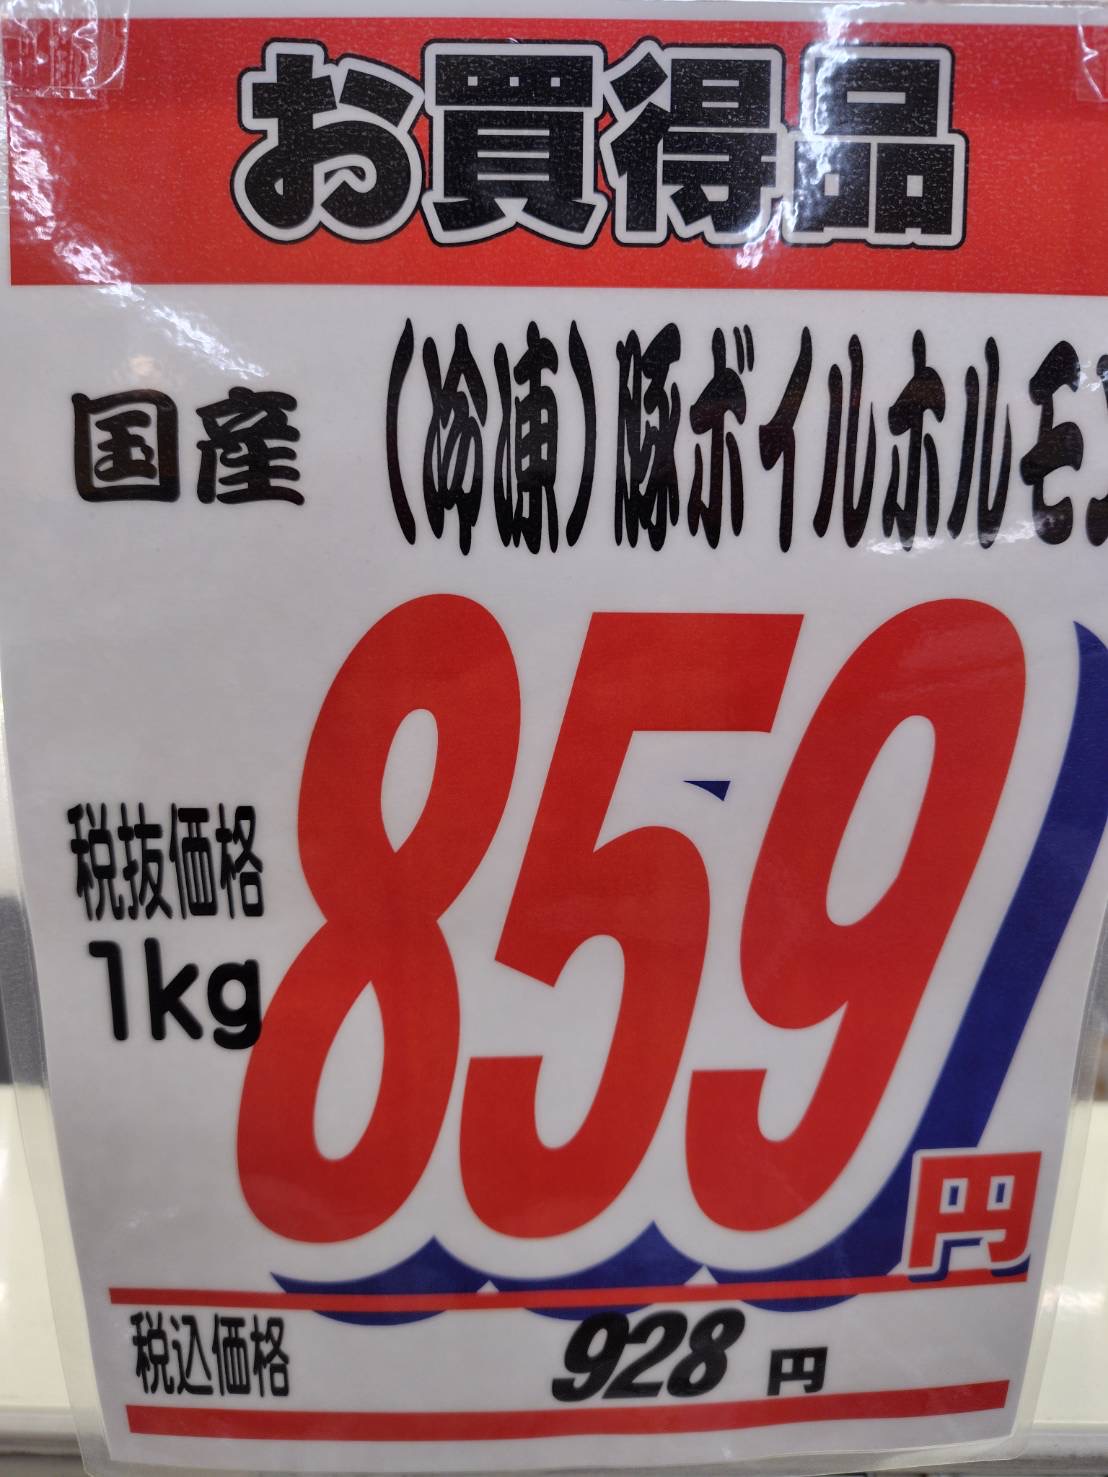 お買得品
国産 (冷凍)豚ボイルホルモン
税抜価格
1kg
859円
税込価格 928円